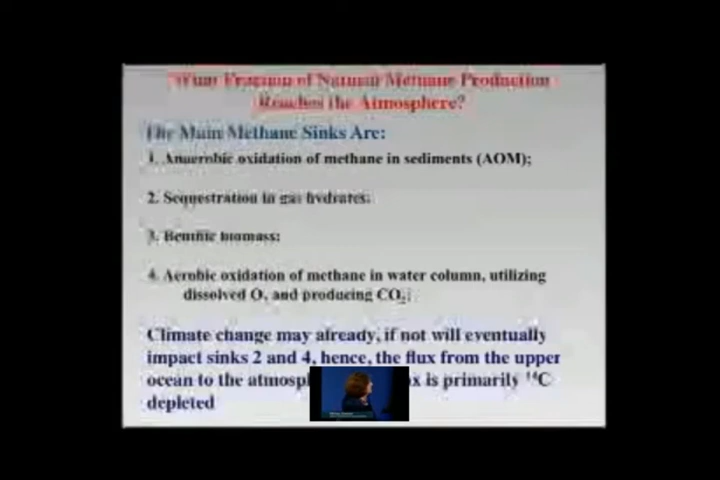 What Fraction of Natural Methane Production
Reaches the Atmosphere?
The Main Methane Sinks Are:
1. Anaerobic oxidation of methane in sediments (AOM);
2. Sequestration in gas hydrates;
3. Benthic biomass;
4. Aerobic oxidation of methane in water column, utilizing
dissolved O₂ and producing CO₂;
Climate change may already, if not will eventually
impact sinks 2 and 4, hence, the flux from the upper
ocean to the is primarily ¹⁴C
depleted